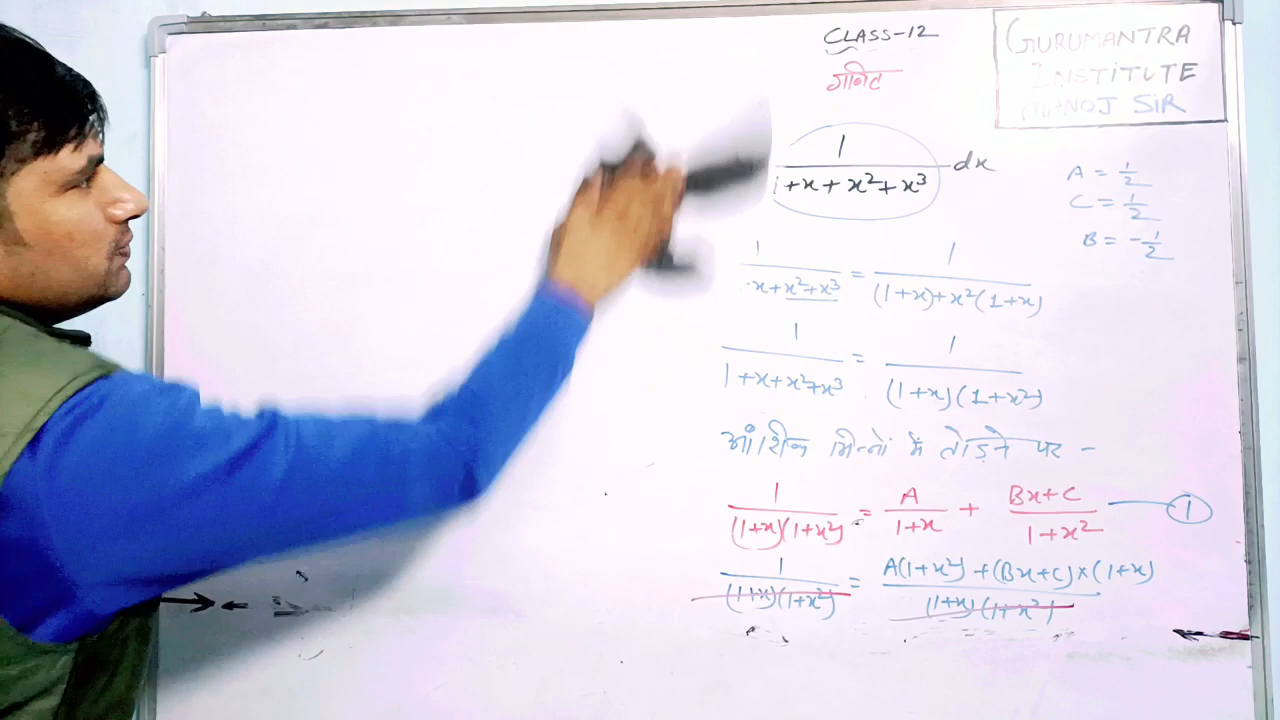 CLASS-12
गणित
GURUMANTRA
INSTITUTE
MANOJ SIR
1
1+x+x²+x³ dx
A = 1/2
C = 1/2
B = -1/2
1/(x+x²+x³) = 1/((1+x)+x²(1+x))
1/(1+x+x²+x³) = 1/((1+x)(1+x²))
आंशिक भिन्नों में तोड़ने पर -
1/((1+x)(1+x²)) = A/(1+x) + (Bx+C)/(1+x²) — 1
1/((1+x)(1+x²)) = (A(1+x²)+(Bx+C)×(1+x))/((1+x)(1+x²))